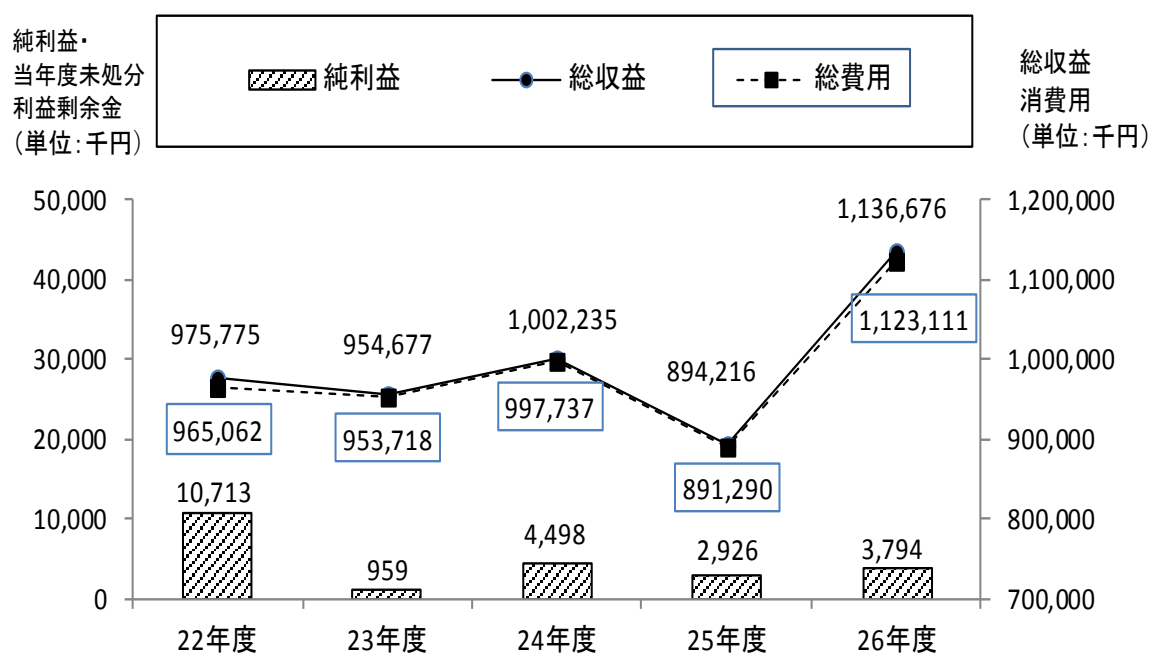 純利益・
当年度未処分
利益剰余金
（単位：千円）
純利益
総収益
総費用
総収益
消費用
（単位：千円）
50,000
40,000
30,000
20,000
10,000
0
1,200,000
1,100,000
1,000,000
900,000
800,000
700,000
975,775
954,677
1,002,235
894,216
1,136,676
965,062
953,718
997,737
891,290
1,123,111
10,713
959
4,498
2,926
3,794
22年度
23年度
24年度
25年度
26年度